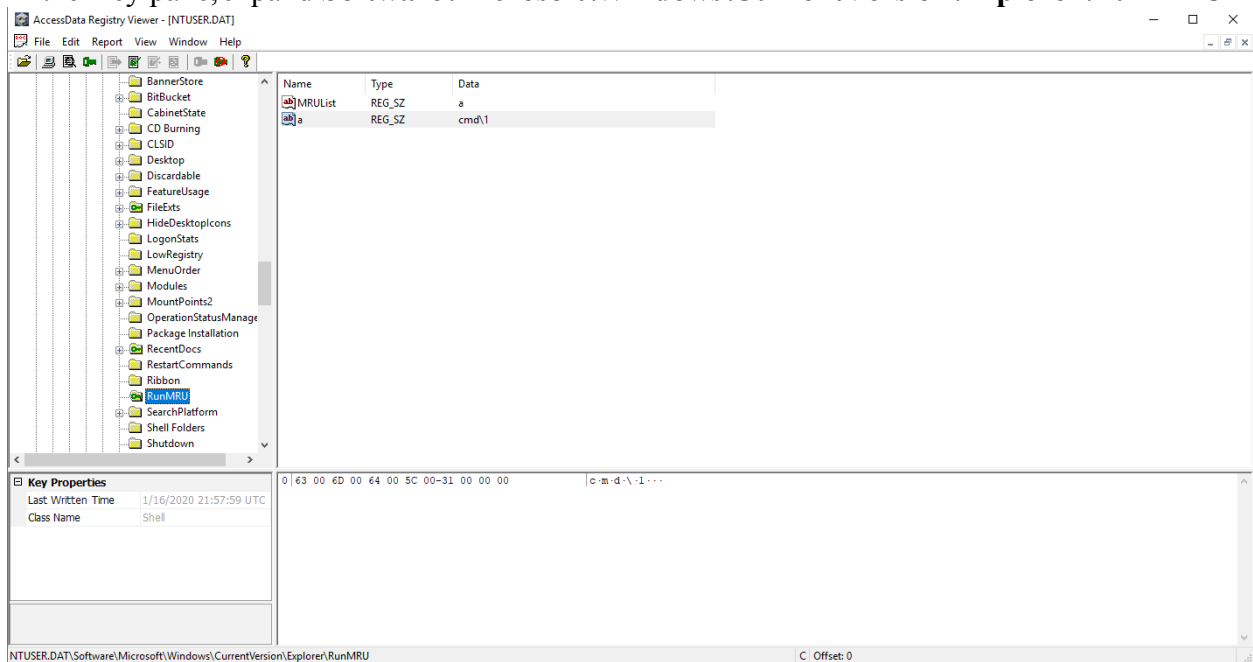 AccessData Registry Viewer - [NTUSER.DAT]
File Edit Report View Window Help
BannerStore
BitBucket
CabinetState
CD Burning
CLSID
Desktop
Discardable
FeatureUsage
FileExts
HideDesktopIcons
LogonStats
LowRegistry
MenuOrder
Modules
MountPoints2
OperationStatusManage
Package Installation
RecentDocs
RestartCommands
Ribbon
RunMRU
SearchPlatform
Shell Folders
Shutdown
Name Type Data
MRUList REG_SZ a
a REG_SZ cmd\1
Key Properties
Last Written Time 1/16/2020 21:57:59 UTC
Class Name Shell
0 63 00 6D 00 64 00 5C 00-31 00 00 00 c·m·d·\·1···
NTUSER.DAT\Software\Microsoft\Windows\CurrentVersion\Explorer\RunMRU C Offset: 0